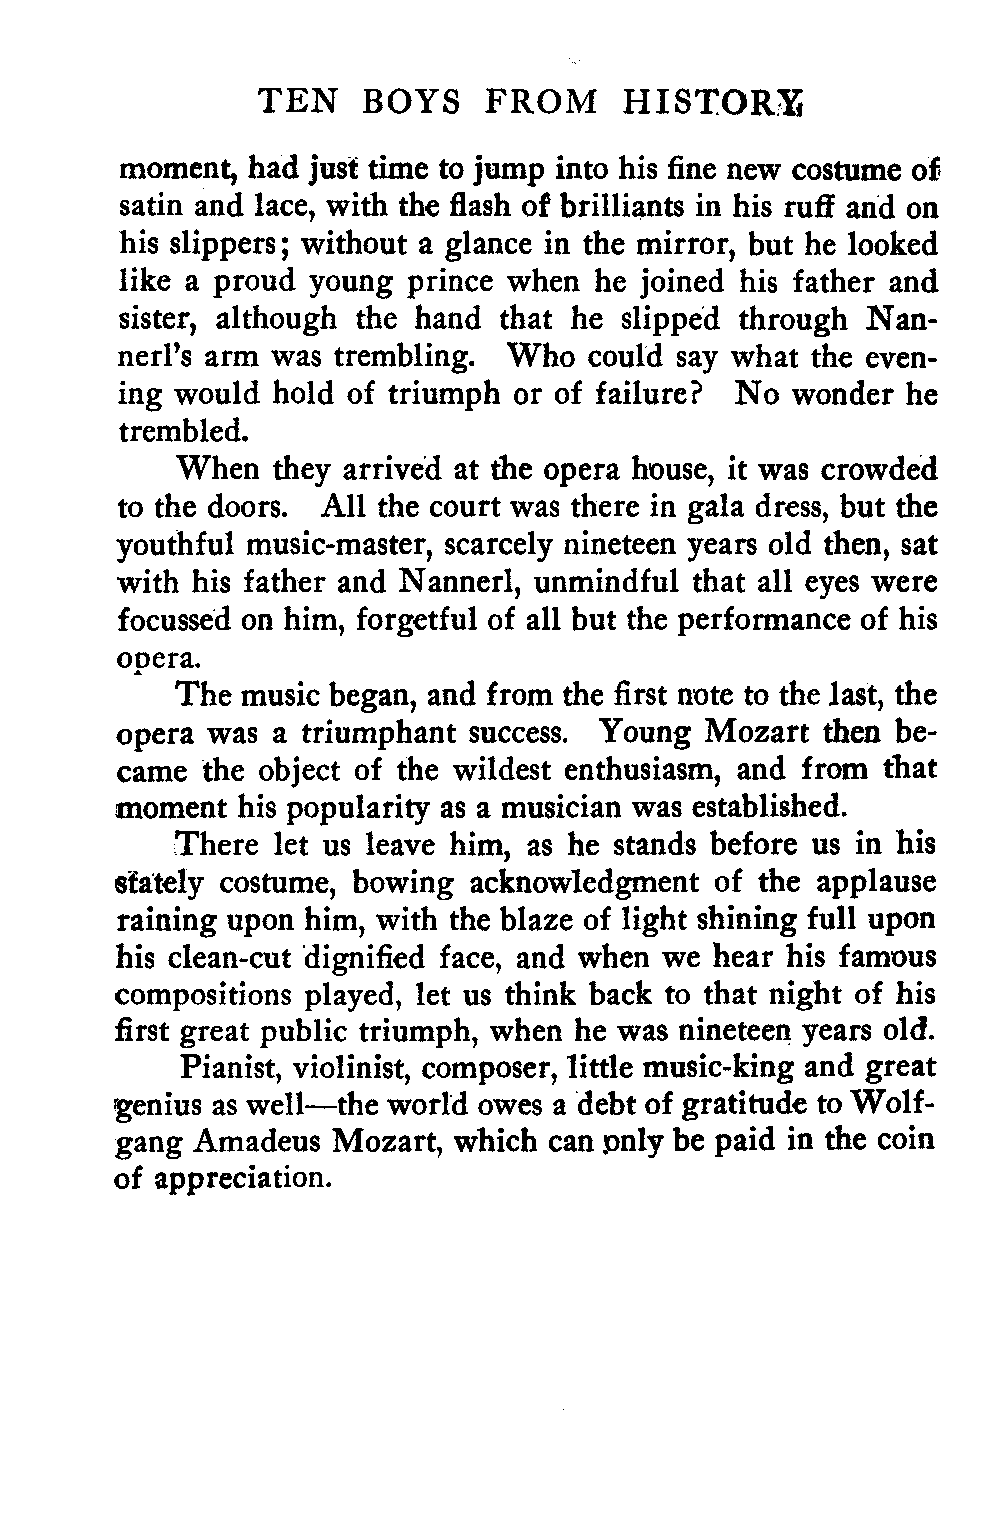 TEN BOYS FROM HISTORY
moment, had just time to jump into his fine new costume of
satin and lace, with the flash of brilliants in his ruff and on
his slippers; without a glance in the mirror, but he looked
like a proud young prince when he joined his father and
sister, although the hand that he slipped through Nan-
nerl's arm was trembling. Who could say what the even-
ing would hold of triumph or of failure? No wonder he
trembled.
When they arrived at the opera house, it was crowded
to the doors. All the court was there in gala dress, but the
youthful music-master, scarcely nineteen years old then, sat
with his father and Nannerl, unmindful that all eyes were
focussed on him, forgetful of all but the performance of his
opera.
The music began, and from the first note to the last, the
opera was a triumphant success. Young Mozart then be-
came the object of the wildest enthusiasm, and from that
moment his popularity as a musician was established.
There let us leave him, as he stands before us in his
stately costume, bowing acknowledgment of the applause
raining upon him, with the blaze of light shining full upon
his clean-cut dignified face, and when we hear his famous
compositions played, let us think back to that night of his
first great public triumph, when he was nineteen years old.
Pianist, violinist, composer, little music-king and great
genius as well—the world owes a debt of gratitude to Wolf-
gang Amadeus Mozart, which can only be paid in the coin
of appreciation.